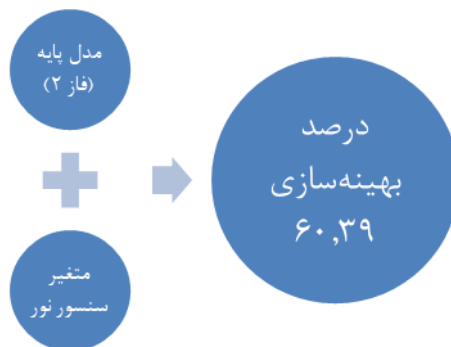 مدل پایه
(فاز ۲)
متغیر
سنسور نور
درصد
بهینه‌سازی
۶۰,۳۹